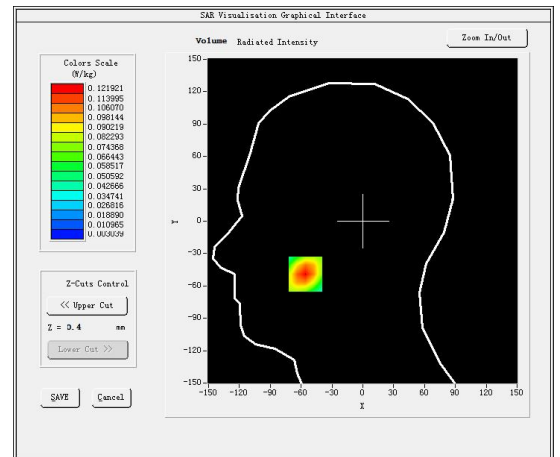 SAR Visualisation Graphical Interface
Volume Radiated Intensity
Zoom In/Out
Colors Scale
(W/kg)
0.121921
0.113995
0.106070
0.098144
0.090219
0.082293
0.074368
0.066443
0.058517
0.050592
0.042666
0.034741
0.026816
0.018890
0.010965
0.003039
Z-Cuts Control
<< Upper Cut
Z = 0.4 mm
Lower Cut >>
SAVE
Cancel
150
120
90
60
30
0
-30
-60
-90
-120
-150
Y
-150 -120 -90 -60 -30 0 30 60 90 120 150
X